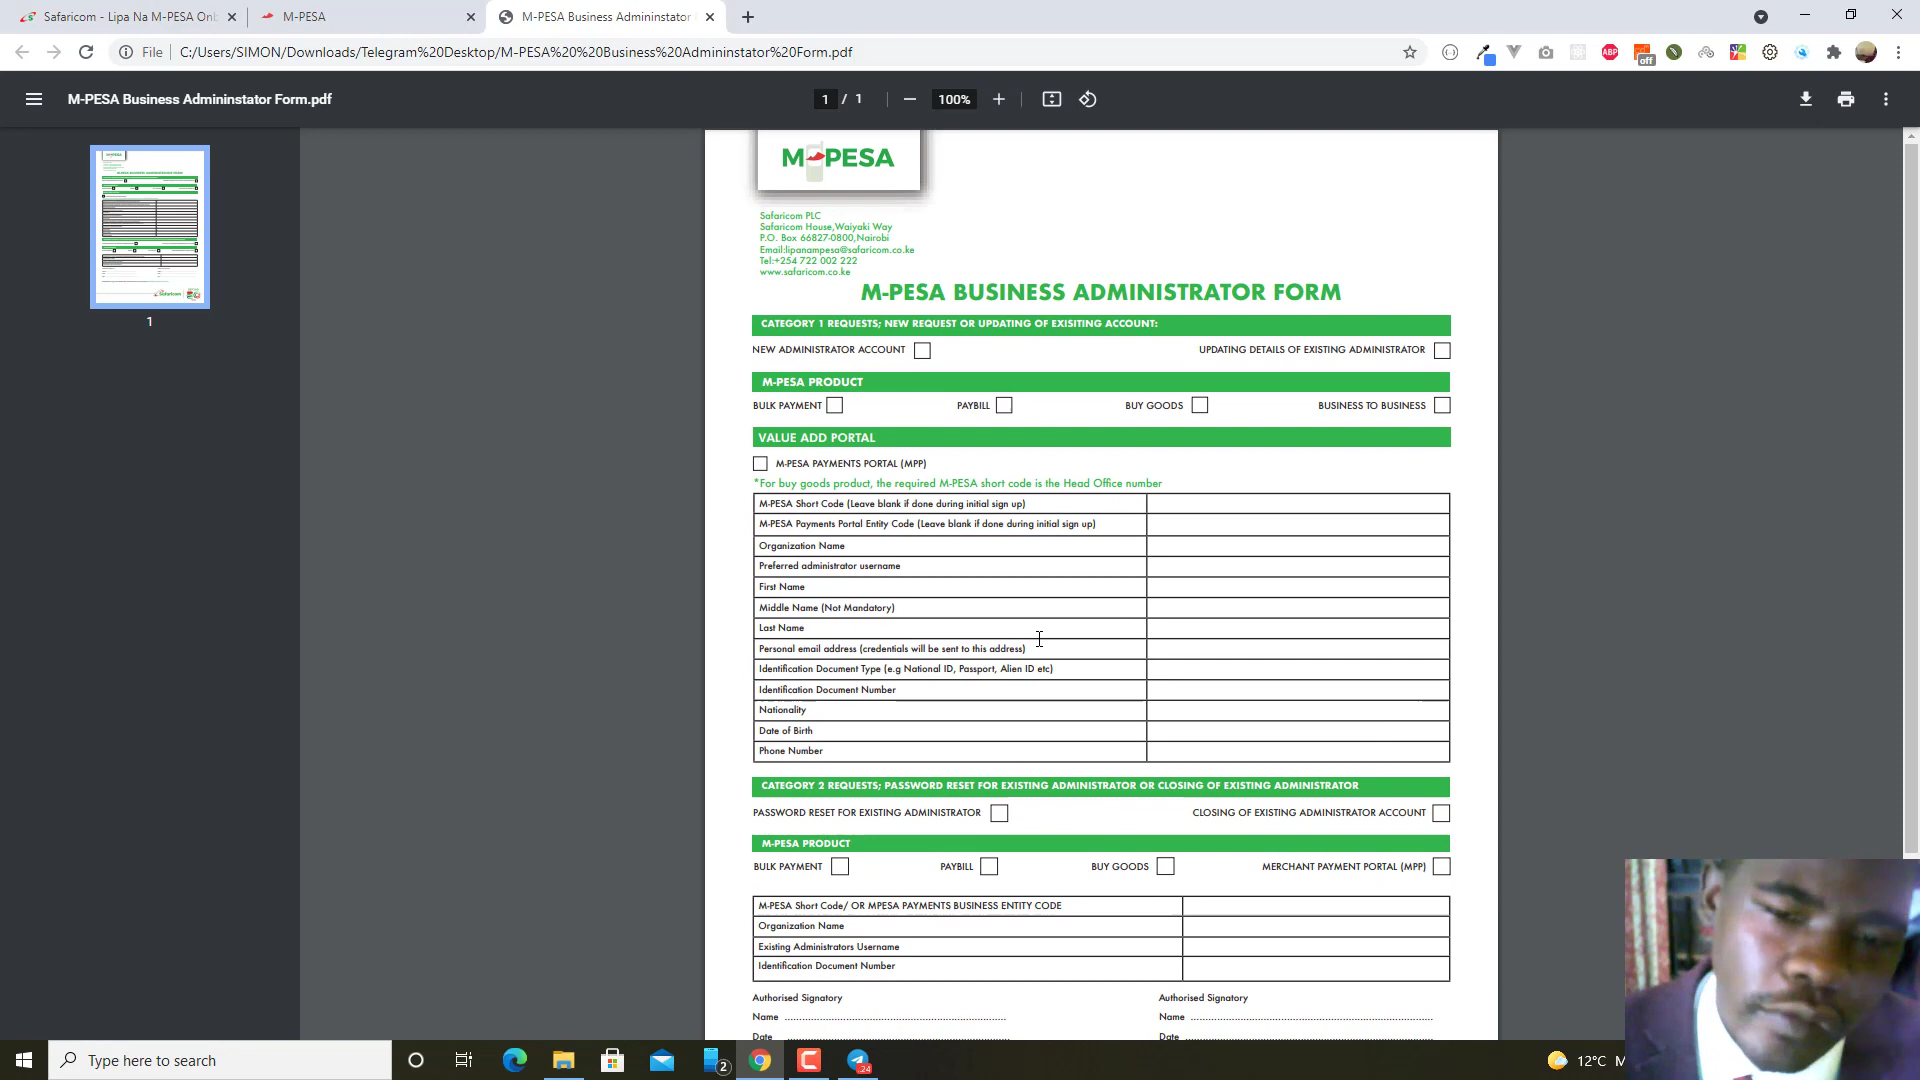 Safaricom - Lipa Na M-PESA Onl
M-PESA
M-PESA Business Admininstator
File
C:/Users/SIMON/Downloads/Telegram%20Desktop/M-PESA%20%20Business%20Admininstator%20Form.pdf
ABP
off
M-PESA Business Admininstator Form.pdf
1 / 1
100%
M-PESA
Safaricom PLC
Safaricom House,Waiyaki Way
P.O. Box 66827-0800,Nairobi
Email:lipanampesa@safaricom.co.ke
Tel:+254 722 002 222
www.safaricom.co.ke
M-PESA BUSINESS ADMINISTRATOR FORM
CATEGORY 1 REQUESTS; NEW REQUEST OR UPDATING OF EXISITING ACCOUNT:
NEW ADMINISTRATOR ACCOUNT
UPDATING DETAILS OF EXISTING ADMINISTRATOR
M-PESA PRODUCT
BULK PAYMENT
PAYBILL
BUY GOODS
BUSINESS TO BUSINESS
VALUE ADD PORTAL
M-PESA PAYMENTS PORTAL (MPP)
*For buy goods product, the required M-PESA short code is the Head Office number
M-PESA Short Code (Leave blank if done during initial sign up)
M-PESA Payments Portal Entity Code (Leave blank if done during initial sign up)
Organization Name
Preferred administrator username
First Name
Middle Name (Not Mandatory)
Last Name
Personal email address (credentials will be sent to this address)
Identification Document Type (e.g National ID, Passport, Alien ID etc)
Identification Document Number
Nationality
Date of Birth
Phone Number
CATEGORY 2 REQUESTS; PASSWORD RESET FOR EXISTING ADMINISTRATOR OR CLOSING OF EXISTING ADMINISTRATOR
PASSWORD RESET FOR EXISTING ADMINISTRATOR
CLOSING OF EXISTING ADMINISTRATOR ACCOUNT
M-PESA PRODUCT
BULK PAYMENT
PAYBILL
BUY GOODS
MERCHANT PAYMENT PORTAL (MPP)
M-PESA Short Code/ OR MPESA PAYMENTS BUSINESS ENTITY CODE
Organization Name
Existing Administrators Username
Identification Document Number
Authorised Signatory
Authorised Signatory
Name
Name
Date
Date
1
Type here to search
2
24
12°C M